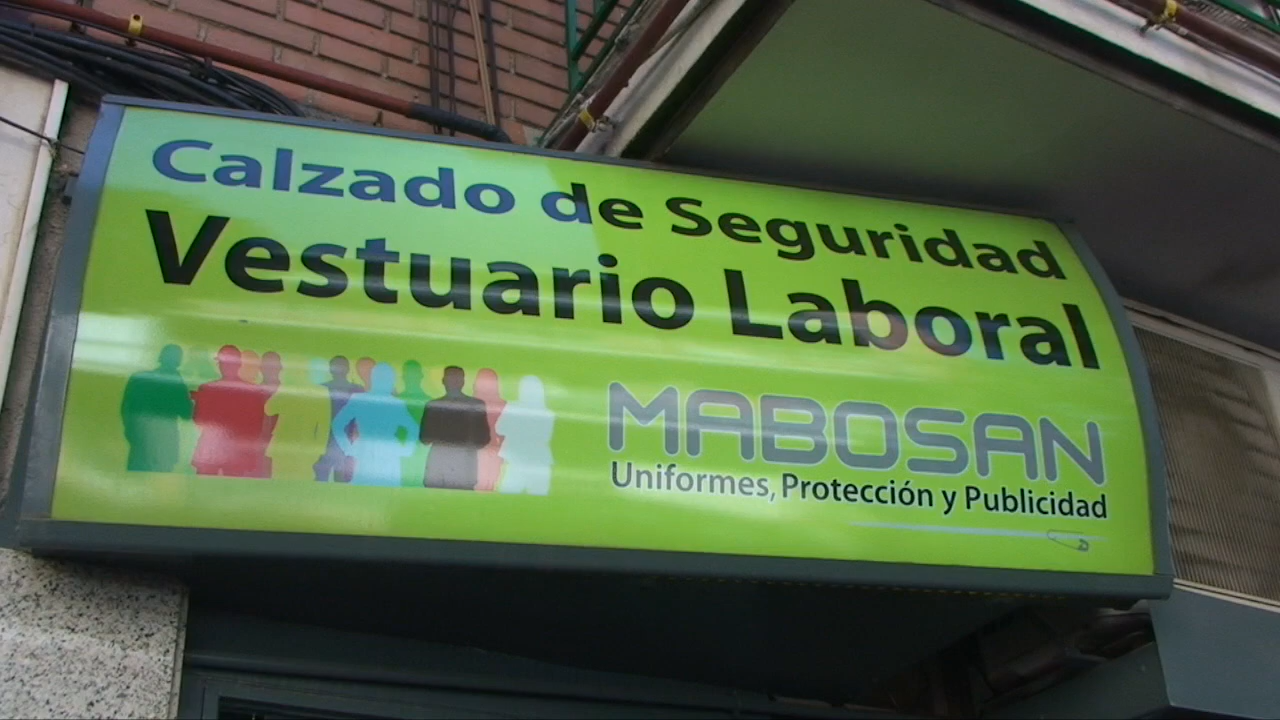 Calzado de Seguridad
Vestuario Laboral
MABOSAN
Uniformes, Protección y Publicidad